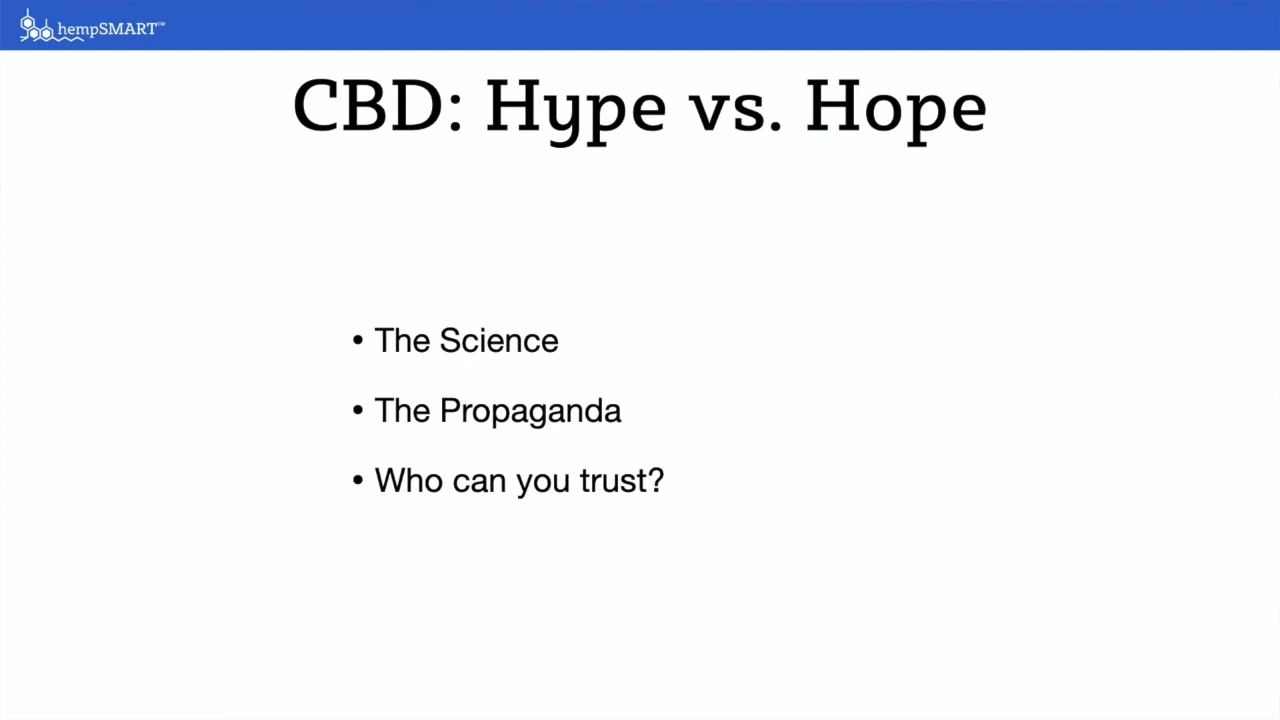 hempSMART™
CBD: Hype vs. Hope
• The Science
• The Propaganda
• Who can you trust?